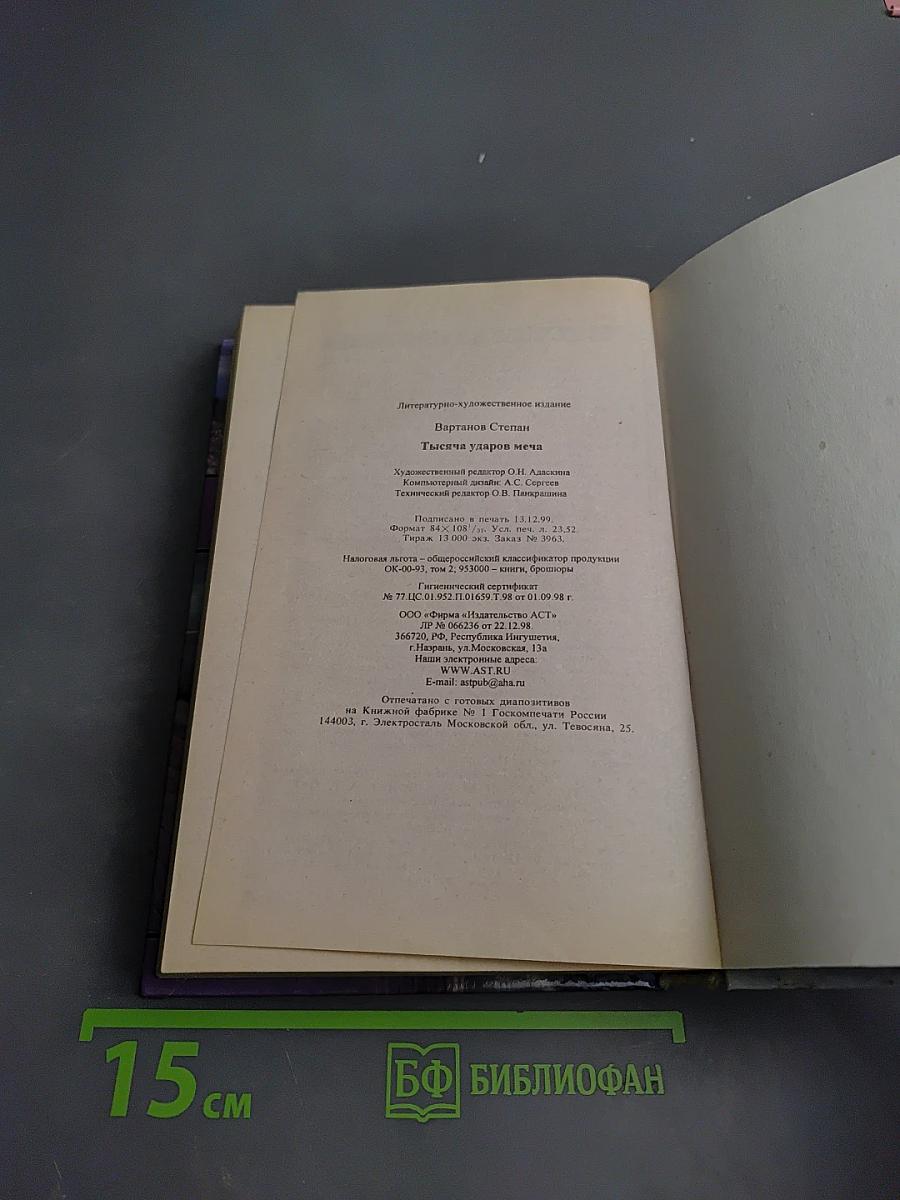 Литературно-художественное издание
Вартанов Степан
Тысяча ударов меча
Художественный редактор О.Н. Адаскина
Компьютерный дизайн: А.С. Сергеев
Технический редактор О.В. Панкрашина
Подписано в печать 13.12.99.
Формат 84×108¹/₃₂. Усл. печ. л. 23,52.
Тираж 13 000 экз. Заказ № 3963.
Налоговая льгота – общероссийский классификатор продукции
ОК-00-93, том 2; 953000 – книги, брошюры
Гигиенический сертификат
№ 77.ЦС.01.952.П.01659.Т.98 от 01.09.98 г.
ООО «Фирма «Издательство АСТ»
ЛР № 066236 от 22.12.98.
366720, РФ, Республика Ингушетия,
г.Назрань, ул.Московская, 13а
Наши электронные адреса:
WWW.AST.RU
E-mail: astpub@aha.ru
Отпечатано с готовых диапозитивов
на Книжной фабрике № 1 Госкомпечати России
144003, г. Электросталь Московской обл., ул. Тевосяна, 25.
15 см
БФ БИБЛИОФАН